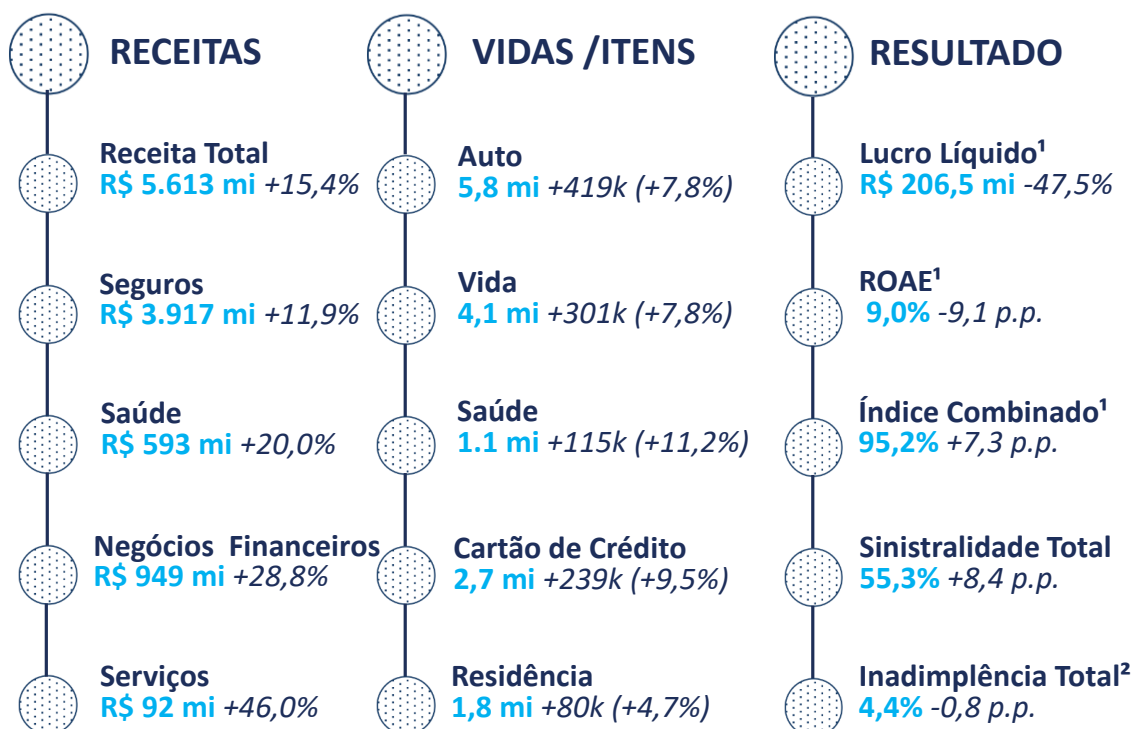 RECEITAS
Receita Total
R$ 5.613 mi +15,4%
Seguros
R$ 3.917 mi +11,9%
Saúde
R$ 593 mi +20,0%
Negócios Financeiros
R$ 949 mi +28,8%
Serviços
R$ 92 mi +46,0%
VIDAS /ITENS
Auto
5,8 mi +419k (+7,8%)
Vida
4,1 mi +301k (+7,8%)
Saúde
1.1 mi +115k (+11,2%)
Cartão de Crédito
2,7 mi +239k (+9,5%)
Residência
1,8 mi +80k (+4,7%)
RESULTADO
Lucro Líquido¹
R$ 206,5 mi -47,5%
ROAE¹
9,0% -9,1 p.p.
Índice Combinado¹
95,2% +7,3 p.p.
Sinistralidade Total
55,3% +8,4 p.p.
Inadimplência Total²
4,4% -0,8 p.p.